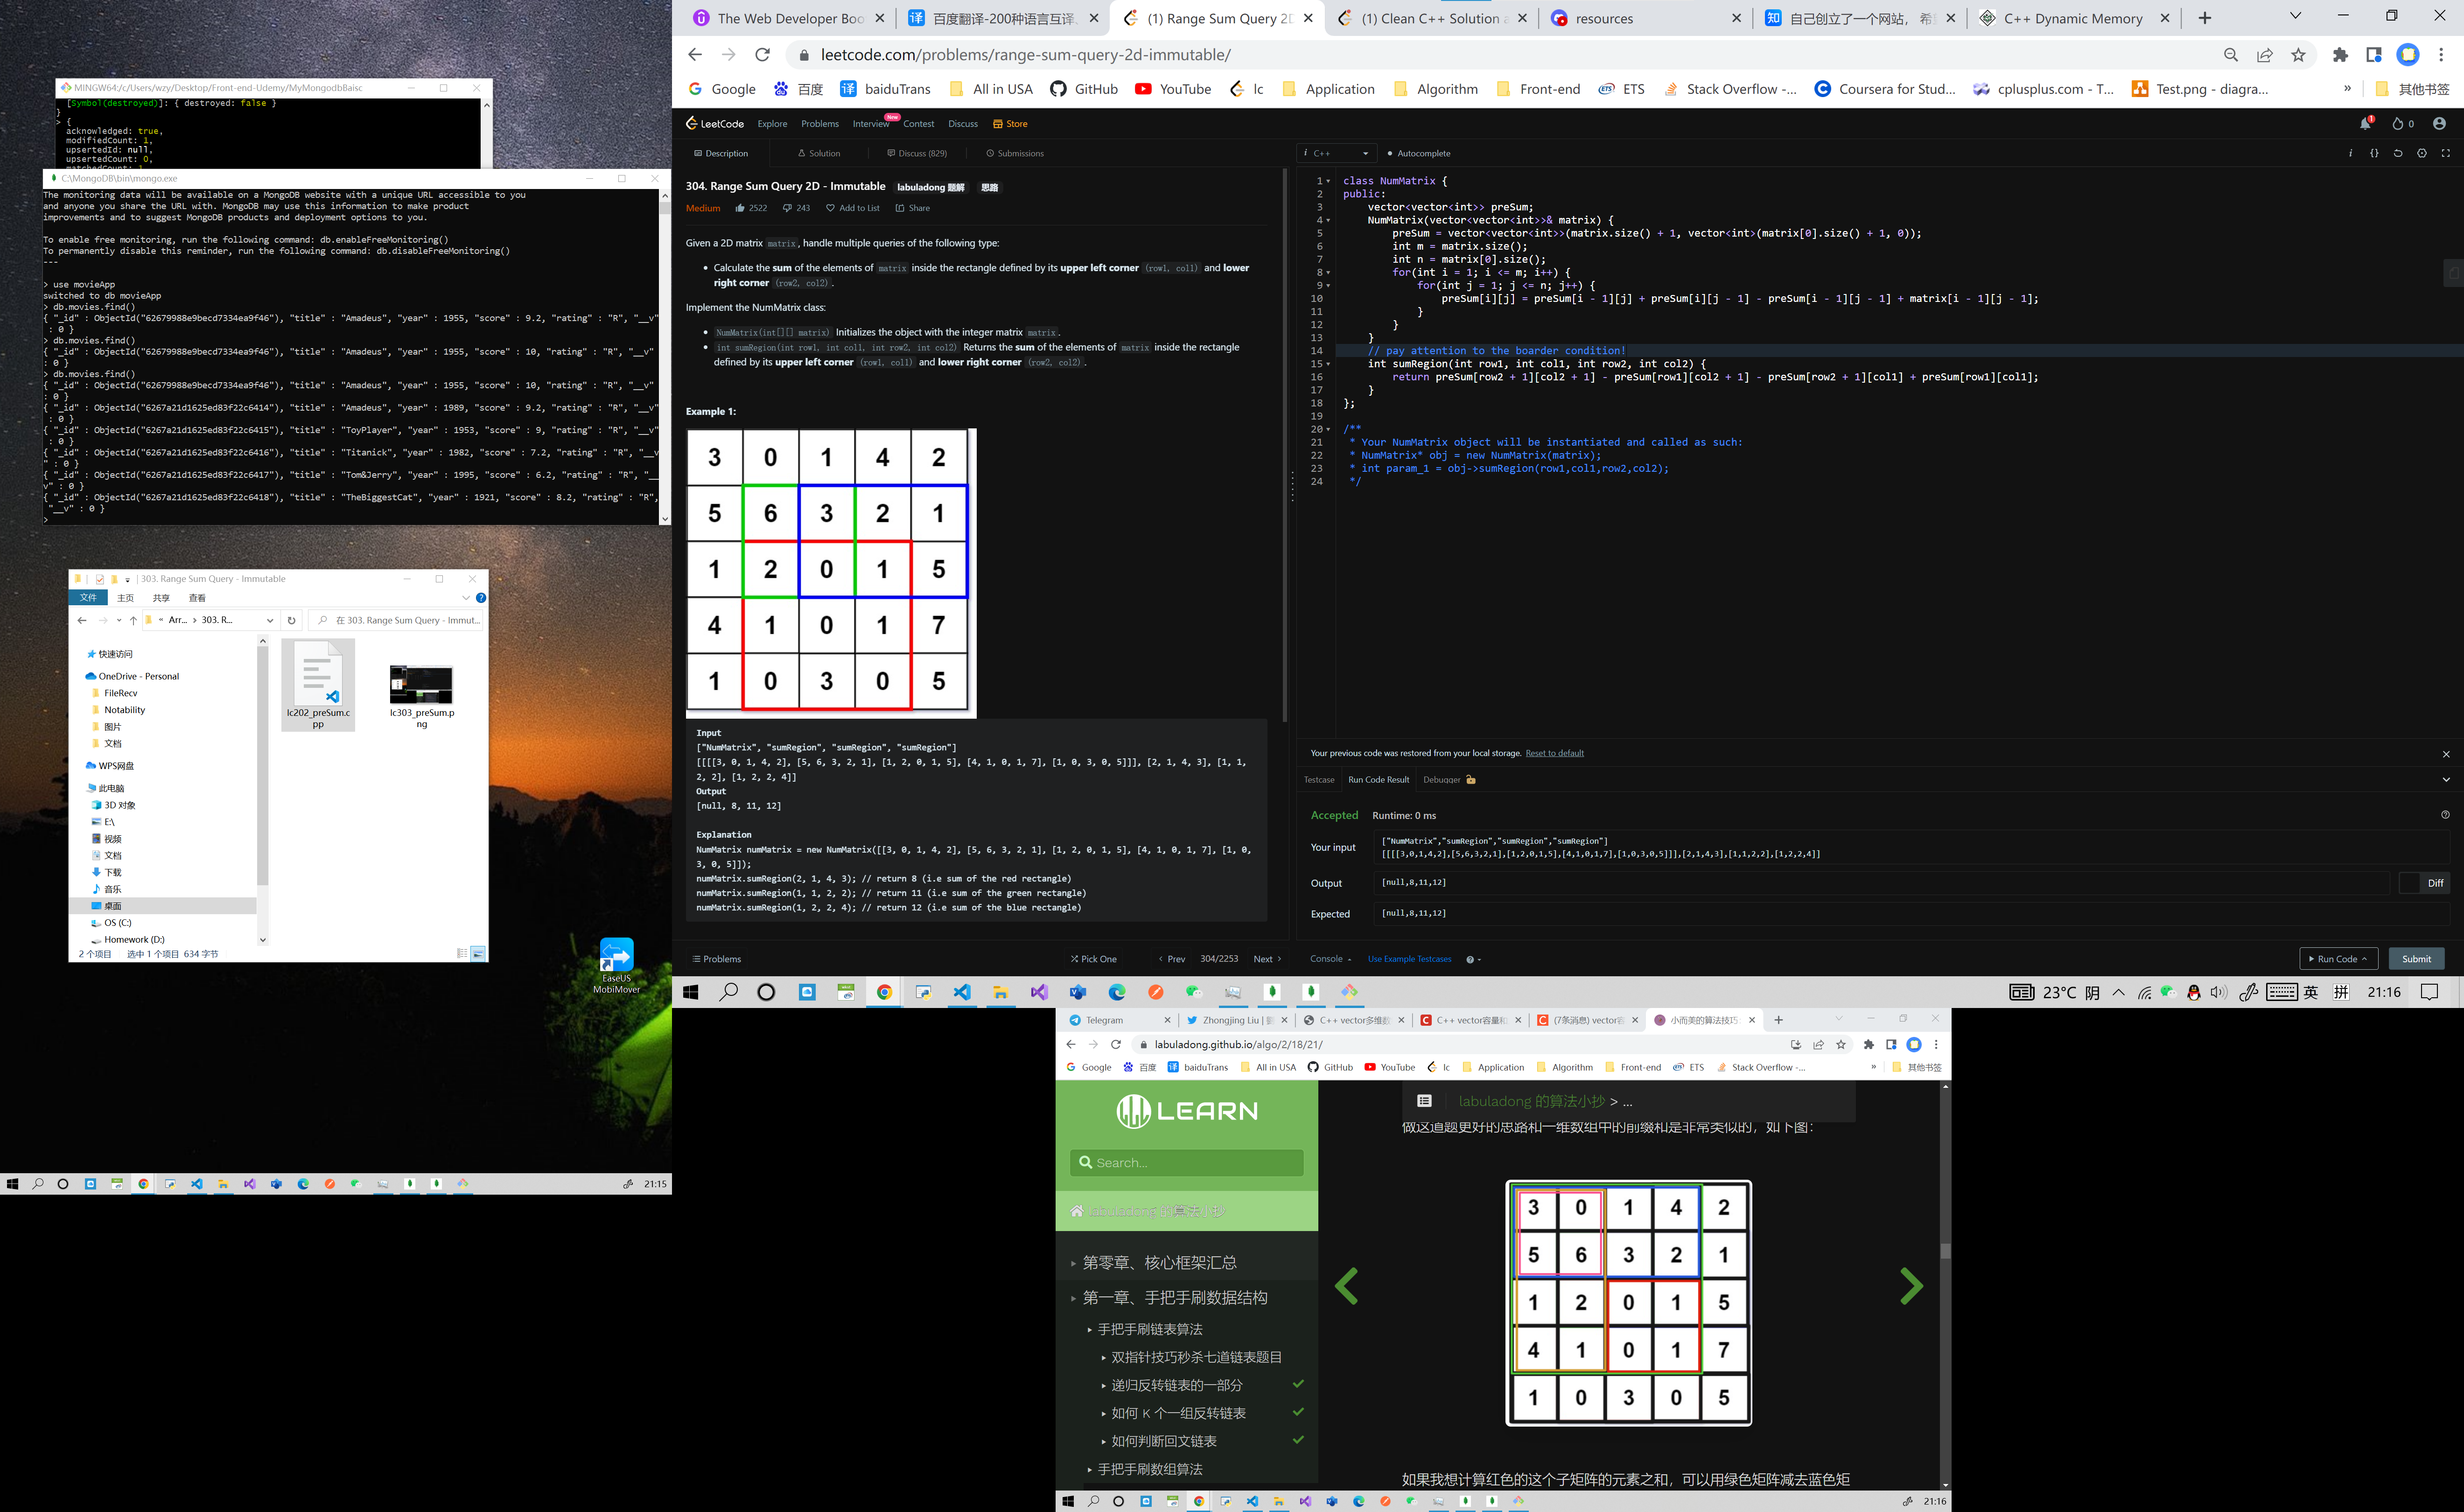 MINGW64:/c/Users/wzy/Desktop/Front-end-Udemy/MyMongodbBaisc
[Symbol(destroyed)]: { destroyed: false }
}
> {
acknowledged: true,
modifiedCount: 1,
upsertedId: null,
upsertedCount: 0,
matchedCount: 1
C:\MongoDB\bin\mongo.exe
The monitoring data will be available on a MongoDB website with a unique URL accessible to you
and anyone you share the URL with. MongoDB may use this information to make product
improvements and to suggest MongoDB products and deployment options to you.
To enable free monitoring, run the following command: db.enableFreeMonitoring()
To permanently disable this reminder, run the following command: db.disableFreeMonitoring()
---
> use movieApp
switched to db movieApp
> db.movies.find()
{ "_id" : ObjectId("62679988e9becd7334ea9f46"), "title" : "Amadeus", "year" : 1955, "score" : 9.2, "rating" : "R", "__v"
: 0 }
> db.movies.find()
{ "_id" : ObjectId("62679988e9becd7334ea9f46"), "title" : "Amadeus", "year" : 1955, "score" : 10, "rating" : "R", "__v"
: 0 }
> db.movies.find()
{ "_id" : ObjectId("62679988e9becd7334ea9f46"), "title" : "Amadeus", "year" : 1955, "score" : 10, "rating" : "R", "__v"
: 0 }
{ "_id" : ObjectId("6267a21d1625ed83f22c6414"), "title" : "Amadeus", "year" : 1989, "score" : 9.2, "rating" : "R", "__v"
: 0 }
{ "_id" : ObjectId("6267a21d1625ed83f22c6415"), "title" : "ToyPlayer", "year" : 1953, "score" : 9, "rating" : "R", "__v"
: 0 }
{ "_id" : ObjectId("6267a21d1625ed83f22c6416"), "title" : "Titanick", "year" : 1982, "score" : 7.2, "rating" : "R", "__v
" : 0 }
{ "_id" : ObjectId("6267a21d1625ed83f22c6417"), "title" : "Tom&Jerry", "year" : 1995, "score" : 6.2, "rating" : "R", "__
v" : 0 }
{ "_id" : ObjectId("6267a21d1625ed83f22c6418"), "title" : "TheBiggestCat", "year" : 1921, "score" : 8.2, "rating" : "R",
"__v" : 0 }
>
303. Range Sum Query - Immutable
文件 主页 共享 查看
« Arr... › 303. R...
在 303. Range Sum Query - Immut...
快速访问
OneDrive - Personal
FileRecv
Notability
图片
文档
WPS网盘
此电脑
3D 对象
E:\
视频
文档
下载
音乐
桌面
OS (C:)
Homework (D:)
lc202_preSum.c
pp
lc303_preSum.p
ng
2 个项目 选中 1 个项目 634 字节
EaseUS
MobiMover
21:15
The Web Developer Boo
百度翻译-200种语言互译
(1) Range Sum Query 2D
(1) Clean C++ Solution a
resources
自己创立了一个网站，希
C++ Dynamic Memory
leetcode.com/problems/range-sum-query-2d-immutable/
Google 百度 baiduTrans All in USA GitHub YouTube lc Application Algorithm Front-end ETS Stack Overflow -... Coursera for Stud... cplusplus.com - T... Test.png - diagra... » 其他书签
LeetCode Explore Problems Interview New Contest Discuss Store
1 0
Description Solution Discuss (829) Submissions
304. Range Sum Query 2D - Immutable labuladong 题解 思路
Medium 2522 243 Add to List Share
Given a 2D matrix matrix, handle multiple queries of the following type:
• Calculate the sum of the elements of matrix inside the rectangle defined by its upper left corner (row1, col1) and lower
right corner (row2, col2).
Implement the NumMatrix class:
• NumMatrix(int[][] matrix) Initializes the object with the integer matrix matrix.
• int sumRegion(int row1, int col1, int row2, int col2) Returns the sum of the elements of matrix inside the rectangle
defined by its upper left corner (row1, col1) and lower right corner (row2, col2).
Example 1:
3 0 1 4 2
5 6 3 2 1
1 2 0 1 5
4 1 0 1 7
1 0 3 0 5
Input
["NumMatrix", "sumRegion", "sumRegion", "sumRegion"]
[[[[3, 0, 1, 4, 2], [5, 6, 3, 2, 1], [1, 2, 0, 1, 5], [4, 1, 0, 1, 7], [1, 0, 3, 0, 5]]], [2, 1, 4, 3], [1, 1,
2, 2], [1, 2, 2, 4]]
Output
[null, 8, 11, 12]
Explanation
NumMatrix numMatrix = new NumMatrix([[3, 0, 1, 4, 2], [5, 6, 3, 2, 1], [1, 2, 0, 1, 5], [4, 1, 0, 1, 7], [1, 0,
3, 0, 5]]);
numMatrix.sumRegion(2, 1, 4, 3); // return 8 (i.e sum of the red rectangle)
numMatrix.sumRegion(1, 1, 2, 2); // return 11 (i.e sum of the green rectangle)
numMatrix.sumRegion(1, 2, 2, 4); // return 12 (i.e sum of the blue rectangle)
Problems Pick One ‹ Prev 304/2253 Next ›
i C++ • Autocomplete
1 class NumMatrix {
2 public:
3 vector<vector<int>> preSum;
4 NumMatrix(vector<vector<int>>& matrix) {
5 preSum = vector<vector<int>>(matrix.size() + 1, vector<int>(matrix[0].size() + 1, 0));
6 int m = matrix.size();
7 int n = matrix[0].size();
8 for(int i = 1; i <= m; i++) {
9 for(int j = 1; j <= n; j++) {
10 preSum[i][j] = preSum[i - 1][j] + preSum[i][j - 1] - preSum[i - 1][j - 1] + matrix[i - 1][j - 1];
11 }
12 }
13 }
14 // pay attention to the boarder condition!
15 int sumRegion(int row1, int col1, int row2, int col2) {
16 return preSum[row2 + 1][col2 + 1] - preSum[row1][col2 + 1] - preSum[row2 + 1][col1] + preSum[row1][col1];
17 }
18 };
19
20 /**
21 * Your NumMatrix object will be instantiated and called as such:
22 * NumMatrix* obj = new NumMatrix(matrix);
23 * int param_1 = obj->sumRegion(row1,col1,row2,col2);
24 */
Your previous code was restored from your local storage. Reset to default
Testcase Run Code Result Debugger
Accepted Runtime: 0 ms
Your input
["NumMatrix","sumRegion","sumRegion","sumRegion"]
[[[[3,0,1,4,2],[5,6,3,2,1],[1,2,0,1,5],[4,1,0,1,7],[1,0,3,0,5]]],[2,1,4,3],[1,1,2,2],[1,2,2,4]]
Output [null,8,11,12] Diff
Expected [null,8,11,12]
Console Use Example Testcases Run Code Submit
23°C 阴 英 拼 21:16
Telegram
Zhongjing Liu | 劉
C++ vector多维数
C++ vector容量和
(7条消息) vector容
小而美的算法技巧:
labuladong.github.io/algo/2/18/21/
Google 百度 baiduTrans All in USA GitHub YouTube lc Application Algorithm Front-end ETS Stack Overflow -... » 其他书签
LEARN
Search...
labuladong 的算法小抄
第零章、核心框架汇总
第一章、手把手刷数据结构
手把手刷链表算法
双指针技巧秒杀七道链表题目
递归反转链表的一部分
如何 K 个一组反转链表
如何判断回文链表
手把手刷数组算法
labuladong 的算法小抄 > ...
做这道题更好的思路和一维数组中的前缀和是非常类似的，如下图：
3 0 1 4 2
5 6 3 2 1
1 2 0 1 5
4 1 0 1 7
1 0 3 0 5
如果我想计算红色的这个子矩阵的元素之和，可以用绿色矩阵减去蓝色矩
21:16